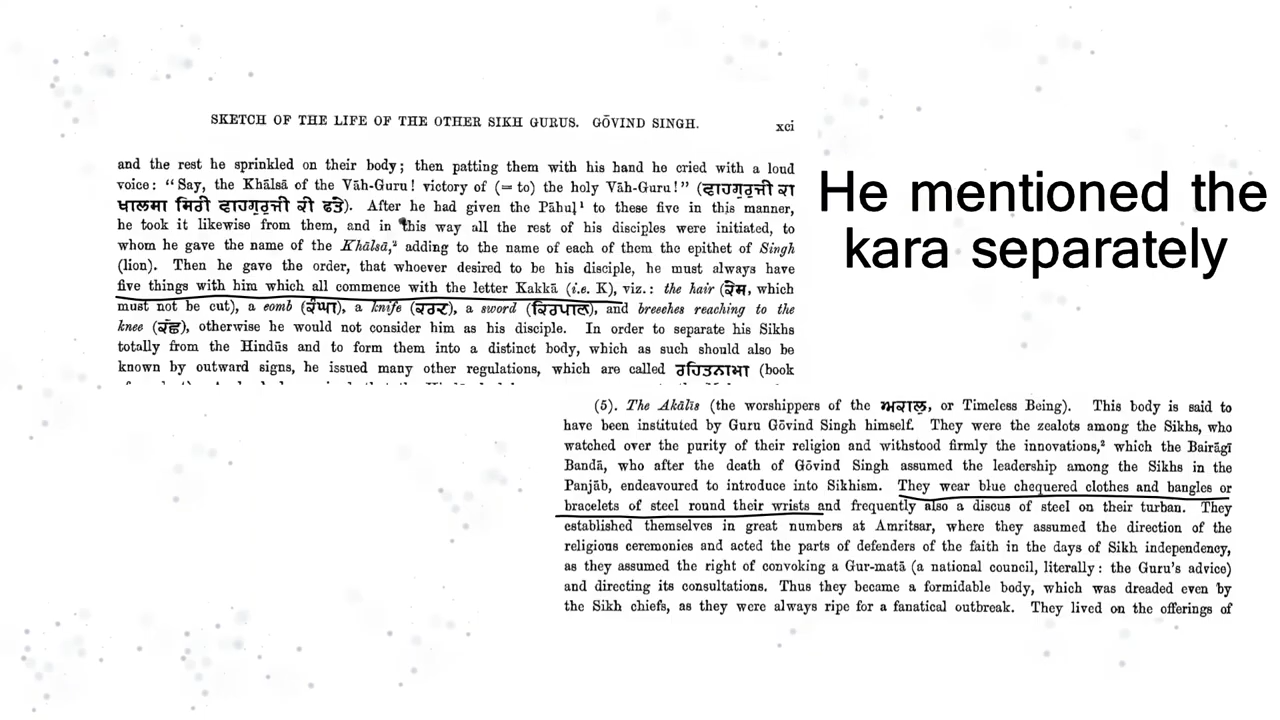 SKETCH OF THE LIFE OF THE OTHER SIKH GURUS. GŌVIND SINGH. xci
and the rest he sprinkled on their body; then patting them with his hand he cried with a loud
voice: “Say, the Khālsā of the Vāh-Guru! victory of (= to) the holy Vāh-Guru!” (ਵਾਹਗੁਰੂਜੀ ਕਾ
ਖਾਲਸਾ ਸਿਰੀ ਵਾਹਗੁਰੂਜੀ ਕੀ ਫਤੇ). After he had given the Pāhuḷ¹ to these five in this manner,
he took it likewise from them, and in this way all the rest of his disciples were initiated, to
whom he gave the name of the Khālsā,² adding to the name of each of them the epithet of Singh
(lion). Then he gave the order, that whoever desired to be his disciple, he must always have
five things with him which all commence with the letter Kakkā (i.e. K), viz.: the hair (ਕੇਸ, which
must not be cut), a comb (ਕੰਘਾ), a knife (ਕਰਦ), a sword (ਕਿਰਪਾਲ), and breeches reaching to the
knee (ਕੱਛ), otherwise he would not consider him as his disciple. In order to separate his Sikhs
totally from the Hindūs and to form them into a distinct body, which as such should also be
known by outward signs, he issued many other regulations, which are called ਰਹਿਤਨਾਮਾ (book
He mentioned the
kara separately
(5). The Akālīs (the worshippers of the ਅਕਾਲੁ, or Timeless Being). This body is said to
have been instituted by Guru Gōvind Singh himself. They were the zealots among the Sikhs, who
watched over the purity of their religion and withstood firmly the innovations,² which the Bairāgī
Bandā, who after the death of Gōvind Singh assumed the leadership among the Sikhs in the
Panjāb, endeavoured to introduce into Sikhism. They wear blue chequered clothes and bangles or
bracelets of steel round their wrists and frequently also a discus of steel on their turban. They
established themselves in great numbers at Amritsar, where they assumed the direction of the
religious ceremonies and acted the parts of defenders of the faith in the days of Sikh independency,
as they assumed the right of convoking a Gur-matā (a national council, literally: the Guru’s advice)
and directing its consultations. Thus they became a formidable body, which was dreaded even by
the Sikh chiefs, as they were always ripe for a fanatical outbreak. They lived on the offerings of